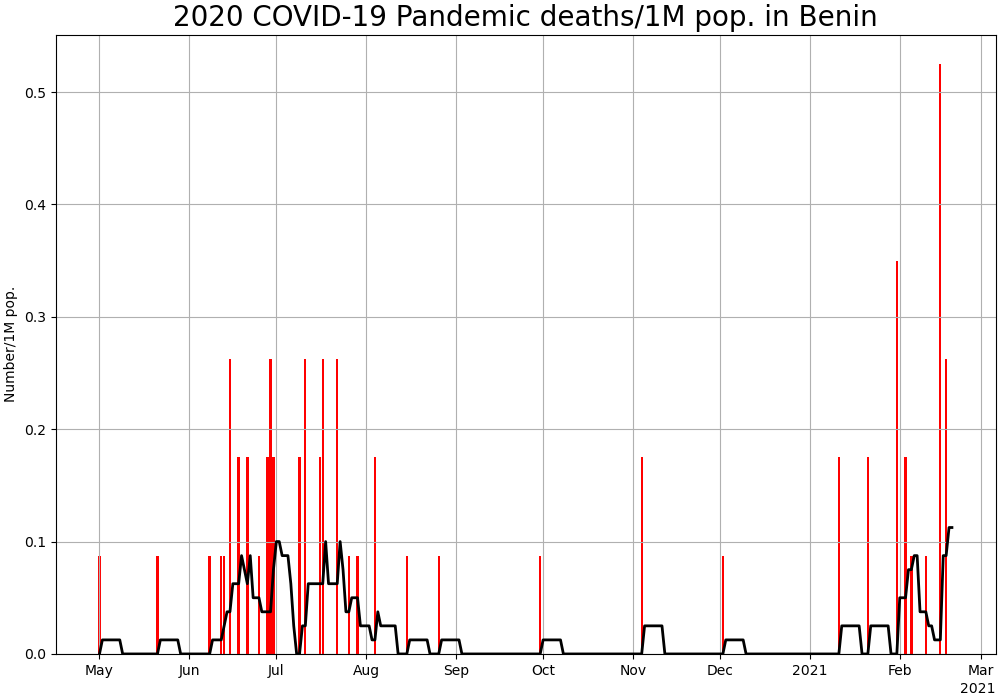 2020 COVID-19 Pandemic deaths/1M pop. in Benin
Number/1M pop.
0.5
0.4
0.3
0.2
0.1
0.0
May Jun Jul Aug Sep Oct Nov Dec 2021 Feb Mar
2021